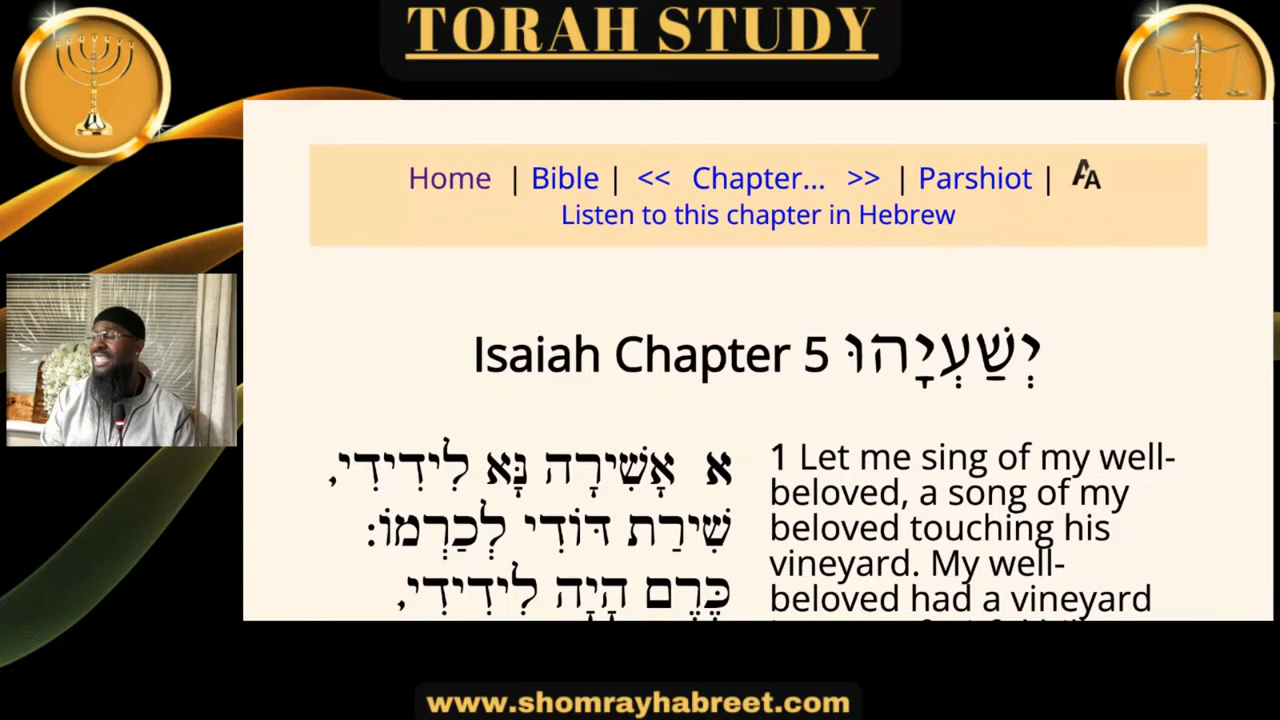 TORAH STUDY
Home | Bible | << Chapter... >> | Parshiot | AA
Listen to this chapter in Hebrew
Isaiah Chapter 5 יְשַׁעְיָהוּ
א אָשִׁירָה נָּא לִידִידִי,
שִׁירַת דּוֹדִי לְכַרְמוֹ:
כֶּרֶם הָיָה לִידִידִי,
1 Let me sing of my well-
beloved, a song of my
beloved touching his
vineyard. My well-
beloved had a vineyard
www.shomrayhabreet.com